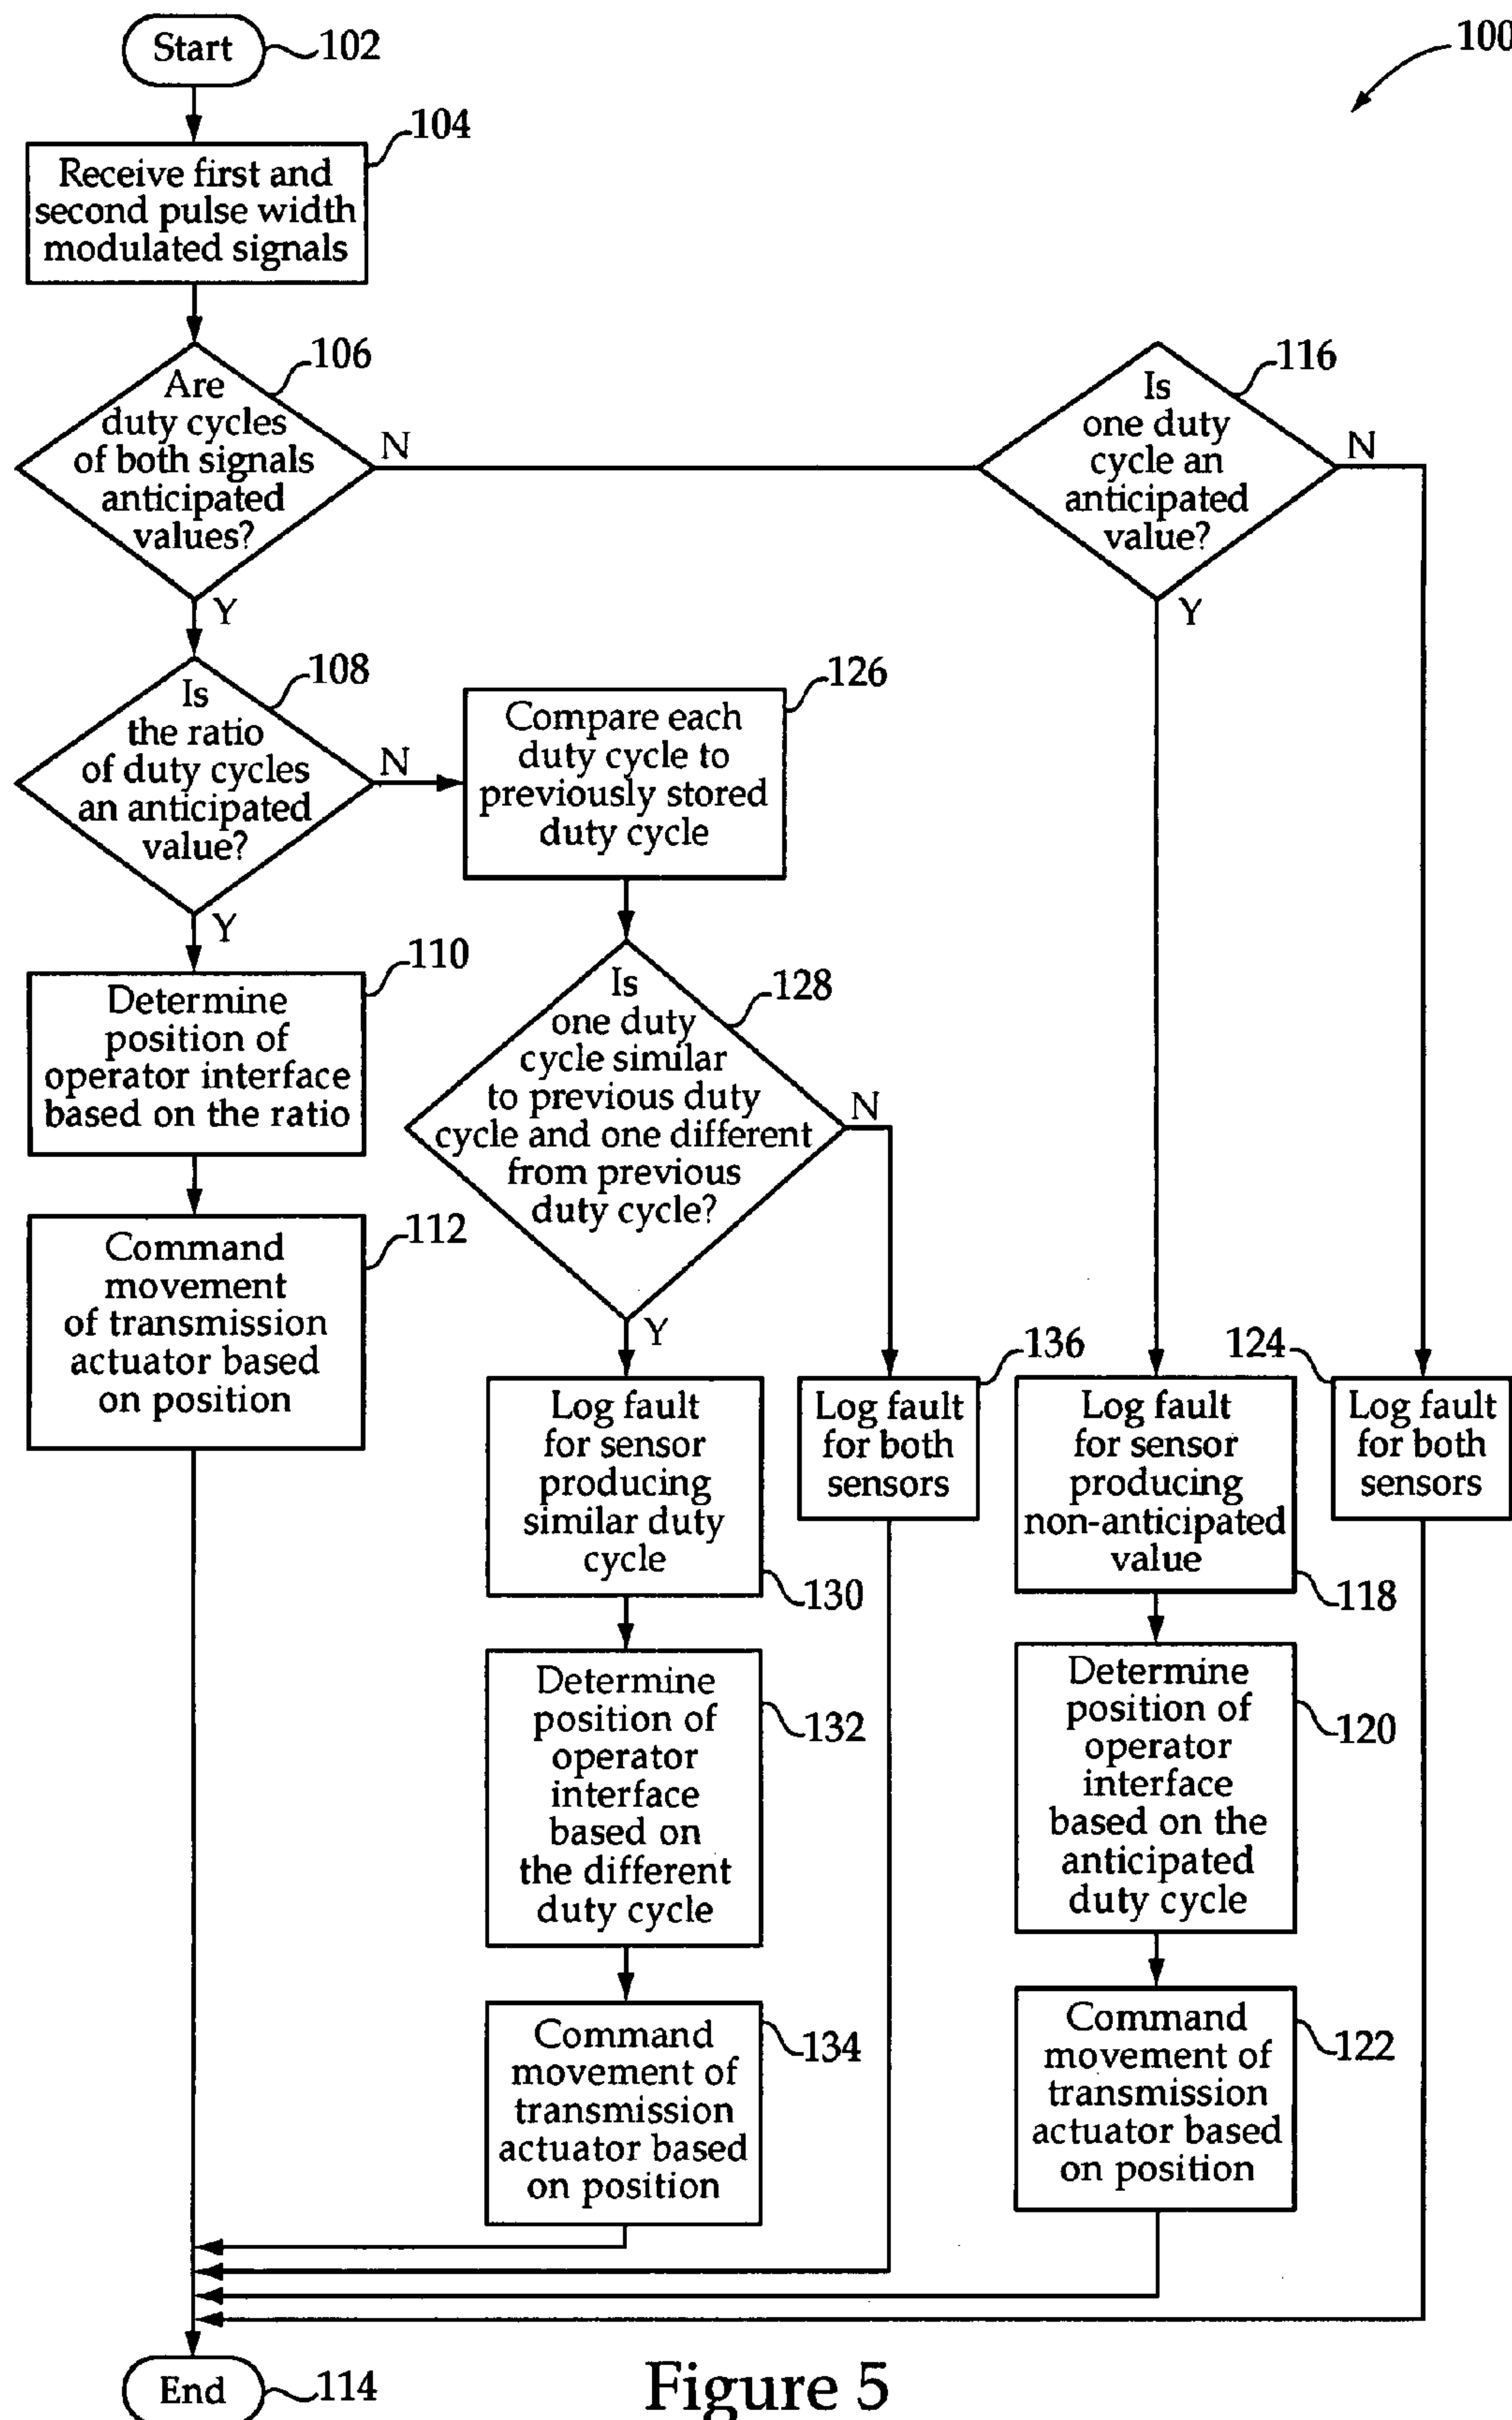 Start
102
100
104
Receive first and
second pulse width
modulated signals
106
Are
duty cycles
of both signals
anticipated
values?
N
Y
116
Is
one duty
cycle an
anticipated
value?
N
Y
108
Is
the ratio
of duty cycles
an anticipated
value?
N
Y
126
Compare each
duty cycle to
previously stored
duty cycle
110
Determine
position of
operator interface
based on the ratio
128
Is
one duty
cycle similar
to previous duty
cycle and one different
from previous
duty cycle?
N
Y
112
Command
movement
of transmission
actuator based
on position
Log fault
for sensor
producing
similar duty
cycle
130
136
Log fault
for both
sensors
Log fault
for sensor
producing
non-anticipated
value
118
124
Log fault
for both
sensors
Determine
position of
operator
interface
based on
the different
duty cycle
132
Determine
position of
operator
interface
based on the
anticipated
duty cycle
120
Command
movement of
transmission
actuator based
on position
134
Command
movement of
transmission
actuator based
on position
122
End
114
Figure 5